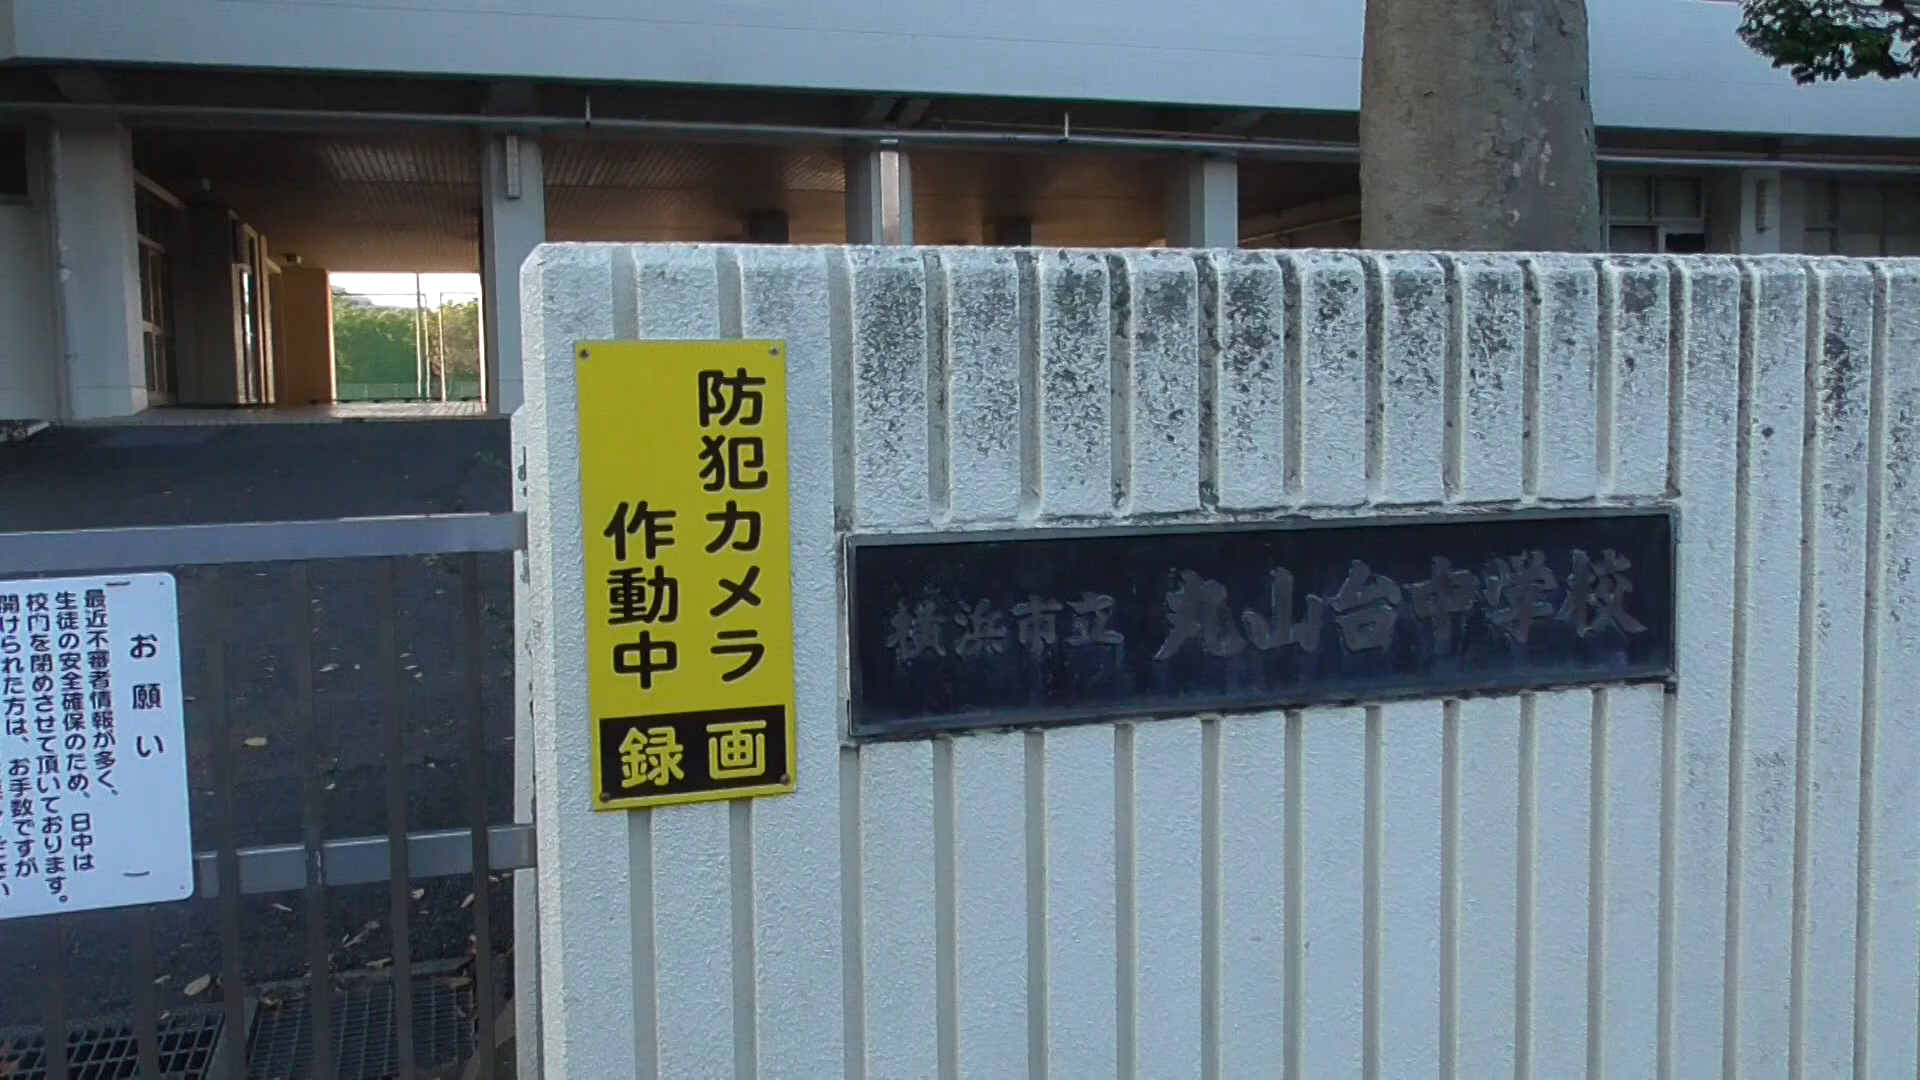 防犯カメラ
作動中
録画
横浜市立 丸山台中学校
お願い
最近不審者情報が多く、
生徒の安全確保のため、日中は
校門を閉めさせて頂いております。
開けられた方は、お手数ですが